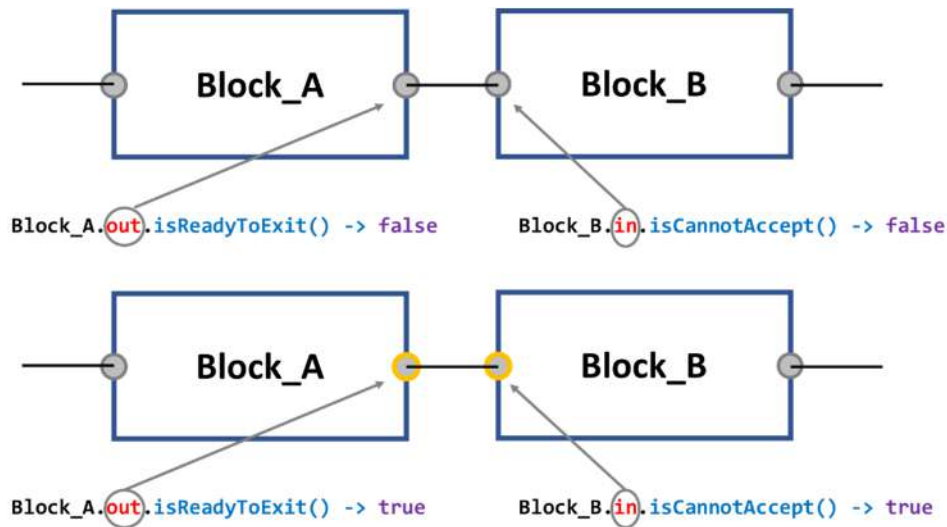 Block_A Block_B
Block_A.out.isReadyToExit() -> false Block_B.in.isCannotAccept() -> false
Block_A Block_B
Block_A.out.isReadyToExit() -> true Block_B.in.isCannotAccept() -> true